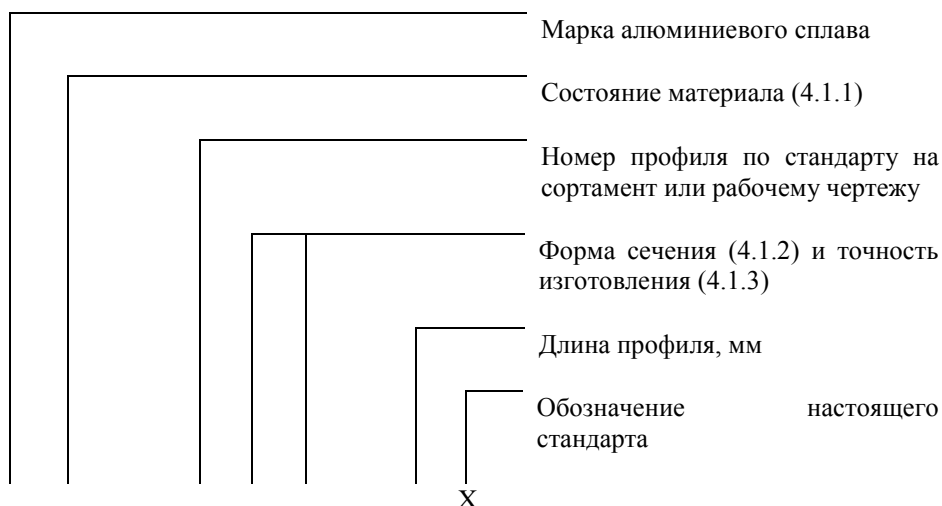 Марка алюминиевого сплава
Состояние материала (4.1.1)
Номер профиля по стандарту на
сортамент или рабочему чертежу
Форма сечения (4.1.2) и точность
изготовления (4.1.3)
Длина профиля, мм
Обозначение настоящего
стандарта
Х